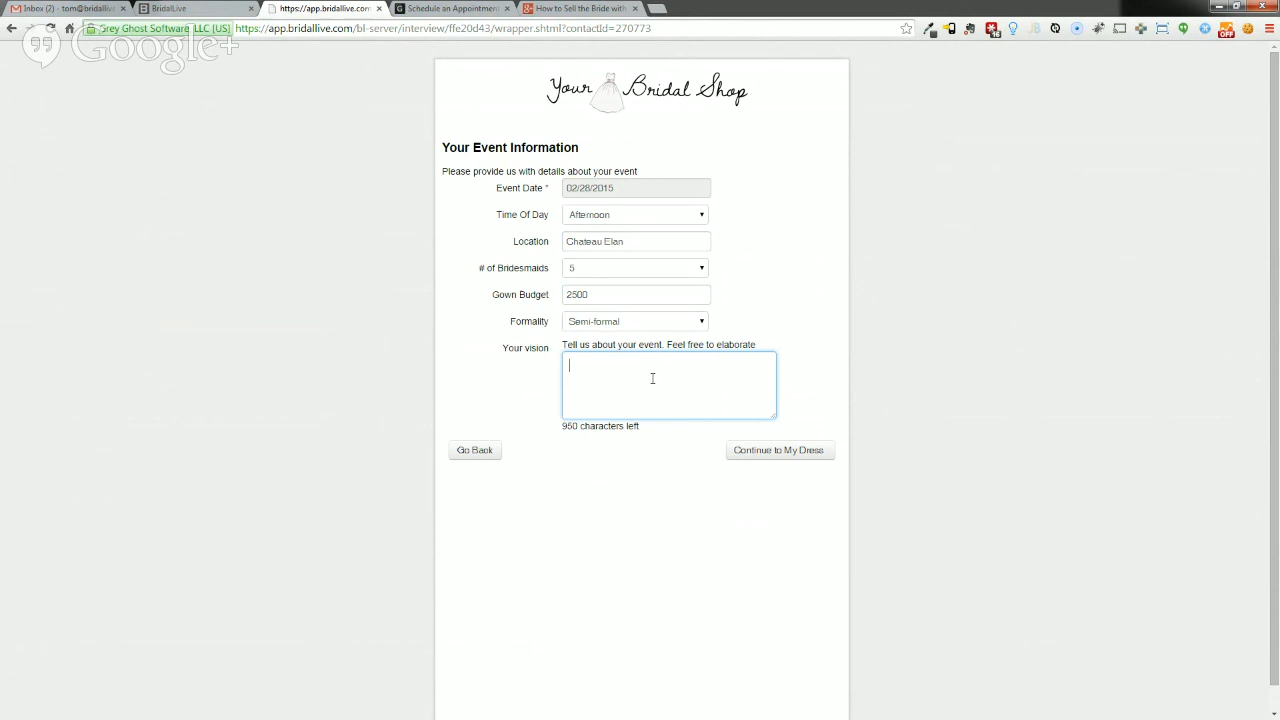 Inbox (2) - tom@bridalliv
BridalLive
https://app.bridallive.com
Schedule an Appointment
How to Sell the Bride with
Grey Ghost Software, LLC [US]
https://app.bridallive.com/bl-server/interview/ffe20d43/wrapper.shtml?contactId=270773
16
OFF
Google+
Your Bridal Shop
Your Event Information
Please provide us with details about your event
Event Date * 02/28/2015
Time Of Day Afternoon
Location Chateau Elan
# of Bridesmaids 5
Gown Budget 2500
Formality Semi-formal
Your vision Tell us about your event. Feel free to elaborate
950 characters left
Go Back Continue to My Dress